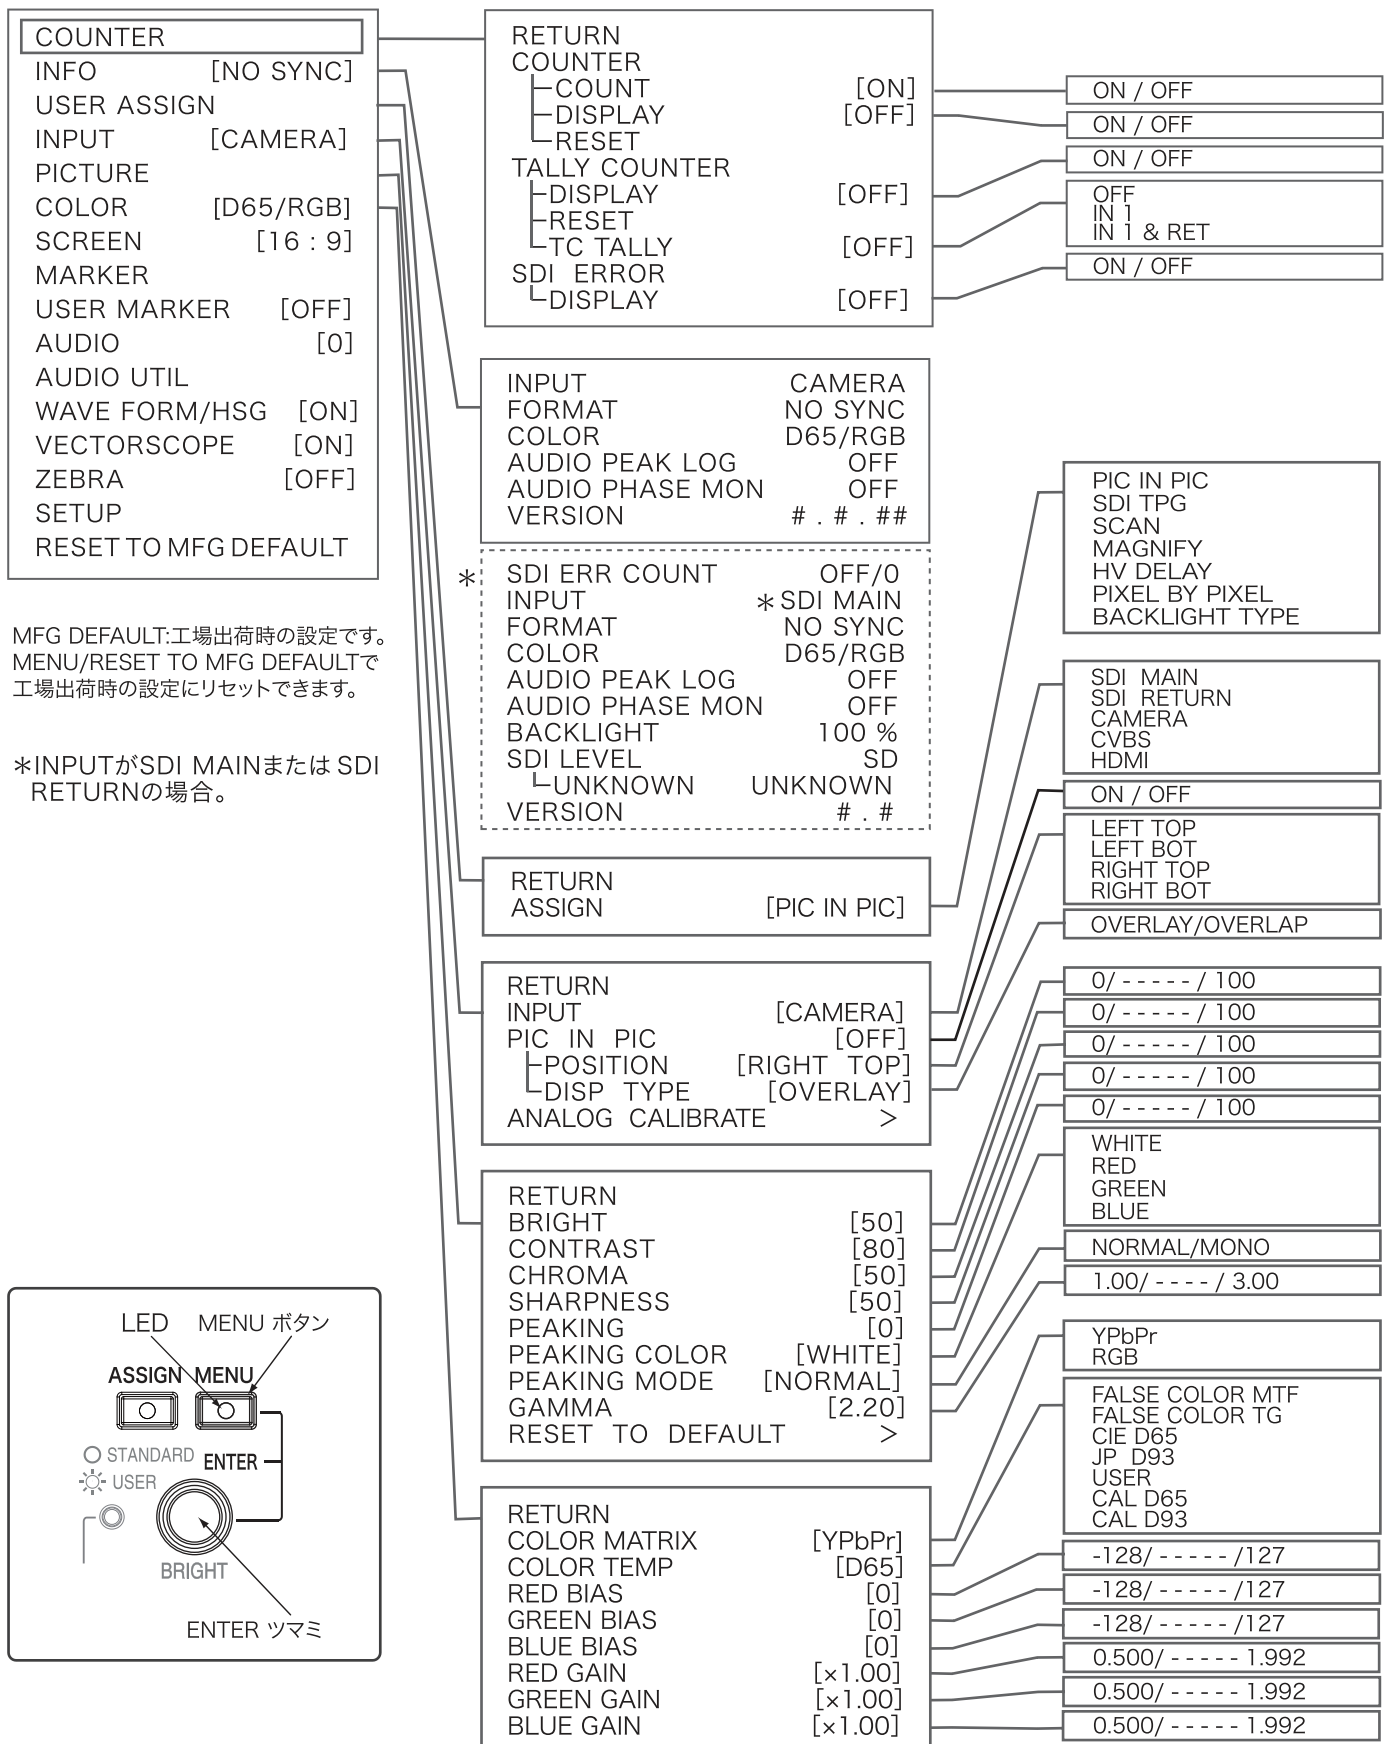 COUNTER
INFO [NO SYNC]
USER ASSIGN
INPUT [CAMERA]
PICTURE
COLOR [D65/RGB]
SCREEN [16 : 9]
MARKER
USER MARKER [OFF]
AUDIO [0]
AUDIO UTIL
WAVE FORM/HSG [ON]
VECTORSCOPE [ON]
ZEBRA [OFF]
SETUP
RESET TO MFG DEFAULT
MFG DEFAULT:工場出荷時の設定です。
MENU/RESET TO MFG DEFAULTで
工場出荷時の設定にリセットできます。
*INPUTがSDI MAINまたは SDI
RETURNの場合。
LED MENU ボタン
ASSIGN MENU
STANDARD
ENTER
USER
BRIGHT
ENTER ツマミ
RETURN
COUNTER
COUNT [ON]
DISPLAY [OFF]
RESET
TALLY COUNTER
DISPLAY [OFF]
RESET
TC TALLY [OFF]
SDI ERROR
DISPLAY [OFF]
INPUT CAMERA
FORMAT NO SYNC
COLOR D65/RGB
AUDIO PEAK LOG OFF
AUDIO PHASE MON OFF
VERSION # . # . ##
* SDI ERR COUNT OFF/0
INPUT *SDI MAIN
FORMAT NO SYNC
COLOR D65/RGB
AUDIO PEAK LOG OFF
AUDIO PHASE MON OFF
BACKLIGHT 100 %
SDI LEVEL SD
UNKNOWN UNKNOWN
VERSION # . #
RETURN
ASSIGN [PIC IN PIC]
RETURN
INPUT [CAMERA]
PIC IN PIC [OFF]
POSITION [RIGHT TOP]
DISP TYPE [OVERLAY]
ANALOG CALIBRATE >
RETURN
BRIGHT [50]
CONTRAST [80]
CHROMA [50]
SHARPNESS [50]
PEAKING [0]
PEAKING COLOR [WHITE]
PEAKING MODE [NORMAL]
GAMMA [2.20]
RESET TO DEFAULT >
RETURN
COLOR MATRIX [YPbPr]
COLOR TEMP [D65]
RED BIAS [0]
GREEN BIAS [0]
BLUE BIAS [0]
RED GAIN [×1.00]
GREEN GAIN [×1.00]
BLUE GAIN [×1.00]
ON / OFF
ON / OFF
ON / OFF
OFF
IN 1
IN 1 & RET
ON / OFF
PIC IN PIC
SDI TPG
SCAN
MAGNIFY
HV DELAY
PIXEL BY PIXEL
BACKLIGHT TYPE
SDI MAIN
SDI RETURN
CAMERA
CVBS
HDMI
ON / OFF
LEFT TOP
LEFT BOT
RIGHT TOP
RIGHT BOT
OVERLAY/OVERLAP
0/ - - - - - / 100
0/ - - - - - / 100
0/ - - - - - / 100
0/ - - - - - / 100
0/ - - - - - / 100
WHITE
RED
GREEN
BLUE
NORMAL/MONO
1.00/ - - - - / 3.00
YPbPr
RGB
FALSE COLOR MTF
FALSE COLOR TG
CIE D65
JP D93
USER
CAL D65
CAL D93
-128/ - - - - - /127
-128/ - - - - - /127
-128/ - - - - - /127
0.500/ - - - - - 1.992
0.500/ - - - - - 1.992
0.500/ - - - - - 1.992